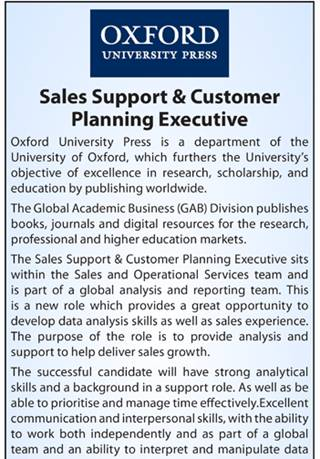 OXFORD
UNIVERSITY PRESS
Sales Support & Customer
Planning Executive
Oxford University Press is a department of the
University of Oxford, which furthers the University's
objective of excellence in research, scholarship, and
education by publishing worldwide.
The Global Academic Business (GAB) Division publishes
books, journals and digital resources for the research,
professional and higher education markets.
The Sales Support & Customer Planning Executive sits
within the Sales and Operational Services team and
is part of a global analysis and reporting team. This
is a new role which provides a great opportunity to
develop data analysis skills as well as sales experience.
The purpose of the role is to provide analysis and
support to help deliver sales growth.
The successful candidate will have strong analytical
skills and a background in a support role. As well as be
able to prioritise and manage time effectively.Excellent
communication and interpersonal skills, with the ability
to work both independently and as part of a global
team and an ability to interpret and manipulate data